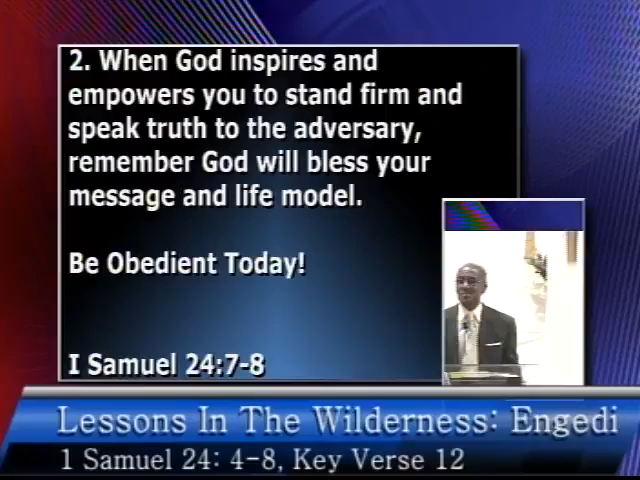 2. When God inspires and
empowers you to stand firm and
speak truth to the adversary,
remember God will bless your
message and life model.
Be Obedient Today!
I Samuel 24:7-8
Lessons In The Wilderness: Engedi
1 Samuel 24: 4-8, Key Verse 12